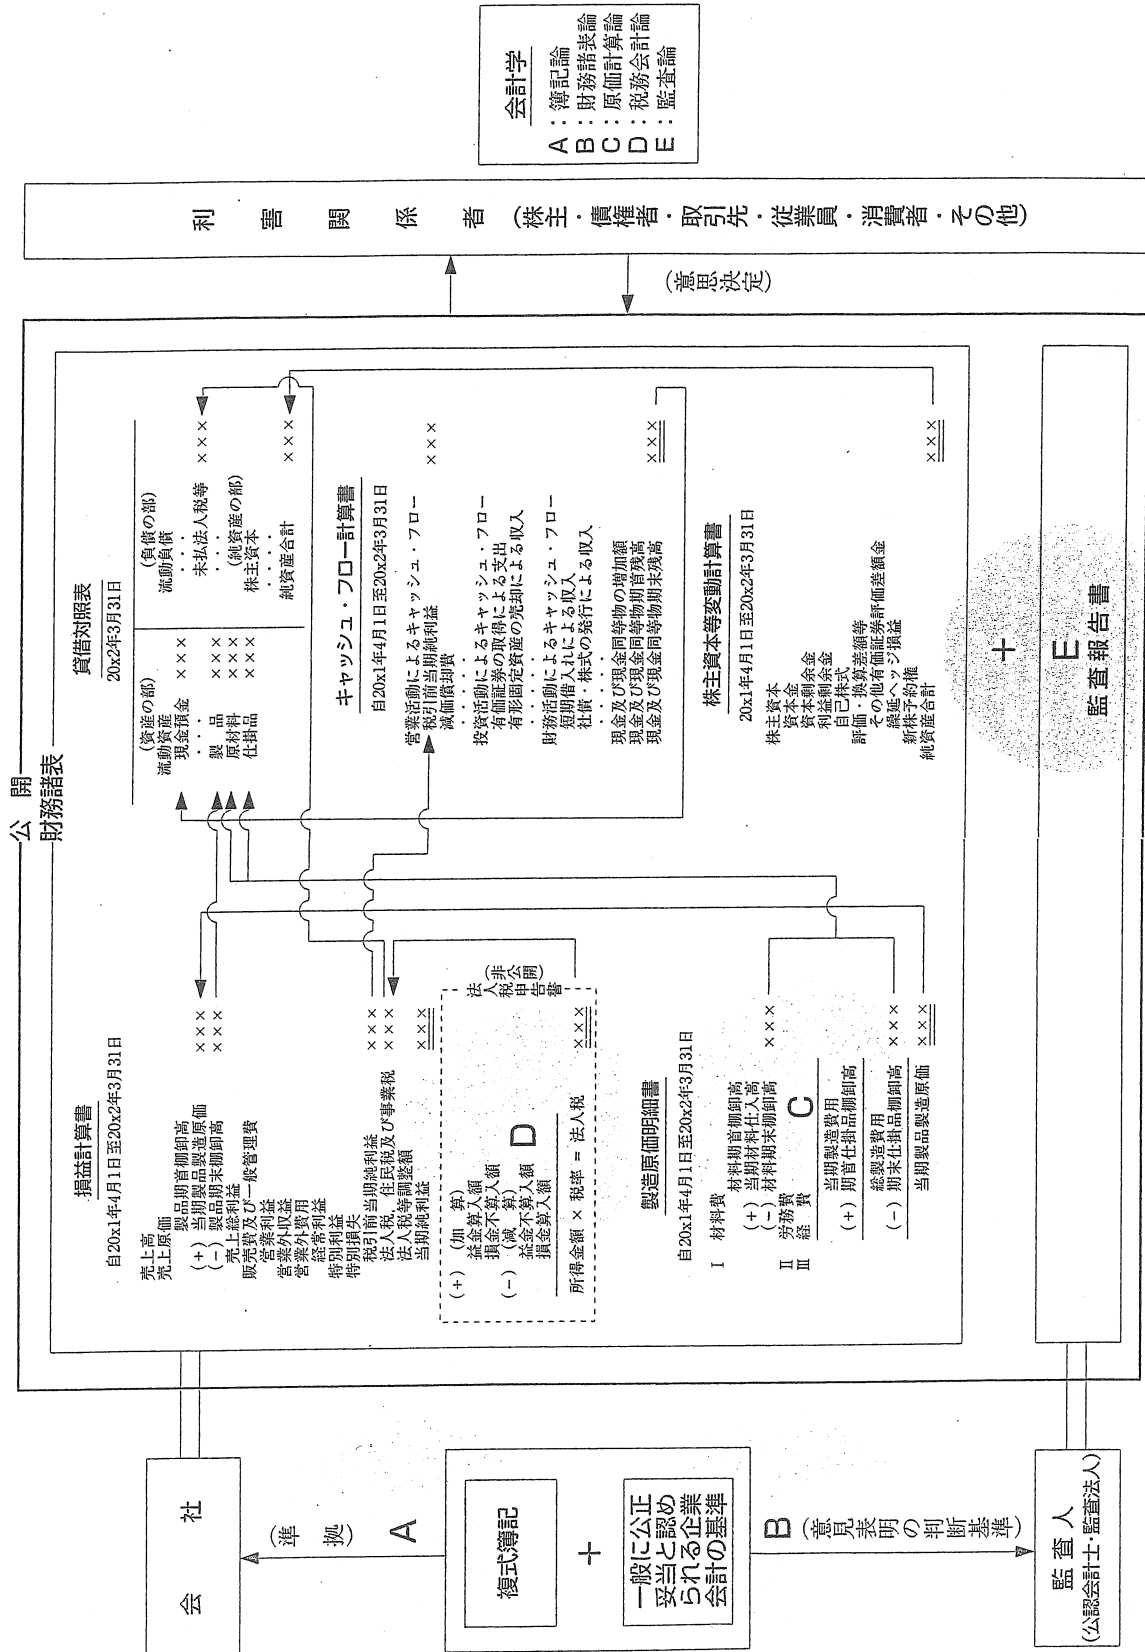 公開
財務諸表
損益計算書
自20x1年4月1日至20x2年3月31日
売上高
売上原価
製品期首棚卸高
(+) 当期製品製造原価 ×××
(-) 製品期末棚卸高 ×××
売上総利益
販売費及び一般管理費
営業利益
営業外収益
営業外費用
経常利益
特別利益
特別損失
税引前当期純利益 ×××
法人税、住民税及び事業税 ×××
法人税等調整額
当期純利益 ×××
(非公開)
法人税申告書
(+) (加算)
益金算入額
損金不算入額
(-) (減算)
益金不算入額
損金算入額
D
所得金額 × 税率 = 法人税 ×××
製造原価明細書
自20x1年4月1日至20x2年3月31日
I 材料費
材料期首棚卸高
(+) 当期材料仕入高
(-) 材料期末棚卸高 ×××
II 労務費
III 経費
C
当期製造費用
(+) 期首仕掛品棚卸高
総製造費用
(-) 期末仕掛品棚卸高 ×××
当期製品製造原価 ×××
貸借対照表
20x2年3月31日
(資産の部)
流動資産
現金預金 ×××
・・・
製品 ×××
原材料 ×××
仕掛品 ×××
(負債の部)
流動負債
・・・・
未払法人税等 ×××
・・・・
(純資産の部)
株主資本
・・・・
純資産合計 ×××
キャッシュ・フロー計算書
自20x1年4月1日至20x2年3月31日
営業活動によるキャッシュ・フロー
税引前当期純利益 ×××
減価償却費
・・・・・
投資活動によるキャッシュ・フロー
有価証券の取得による支出
有形固定資産の売却による収入
・・・・・
財務活動によるキャッシュ・フロー
短期借入れによる収入
社債・株式の発行による収入
・・・・・
現金及び現金同等物の増加額
現金及び現金同等物期首残高
現金及び現金同等物期末残高 ×××
株主資本等変動計算書
20x1年4月1日至20x2年3月31日
株主資本
資本金
資本剰余金
利益剰余金
自己株式
評価・換算差額等
その他有価証券評価差額金
繰延ヘッジ損益
新株予約権
純資産合計 ×××
+
E
監査報告書
会社
(準拠)
A
複式簿記
+
一般に公正
妥当と認め
られる企業
会計の基準
B
(意見表明の判断基準)
監査人
(公認会計士・監査法人)
利害関係者(株主・債権者・取引先・従業員・消費者・その他)
(意思決定)
会計学
A:簿記論
B:財務諸表論
C:原価計算論
D:税務会計論
E:監査論